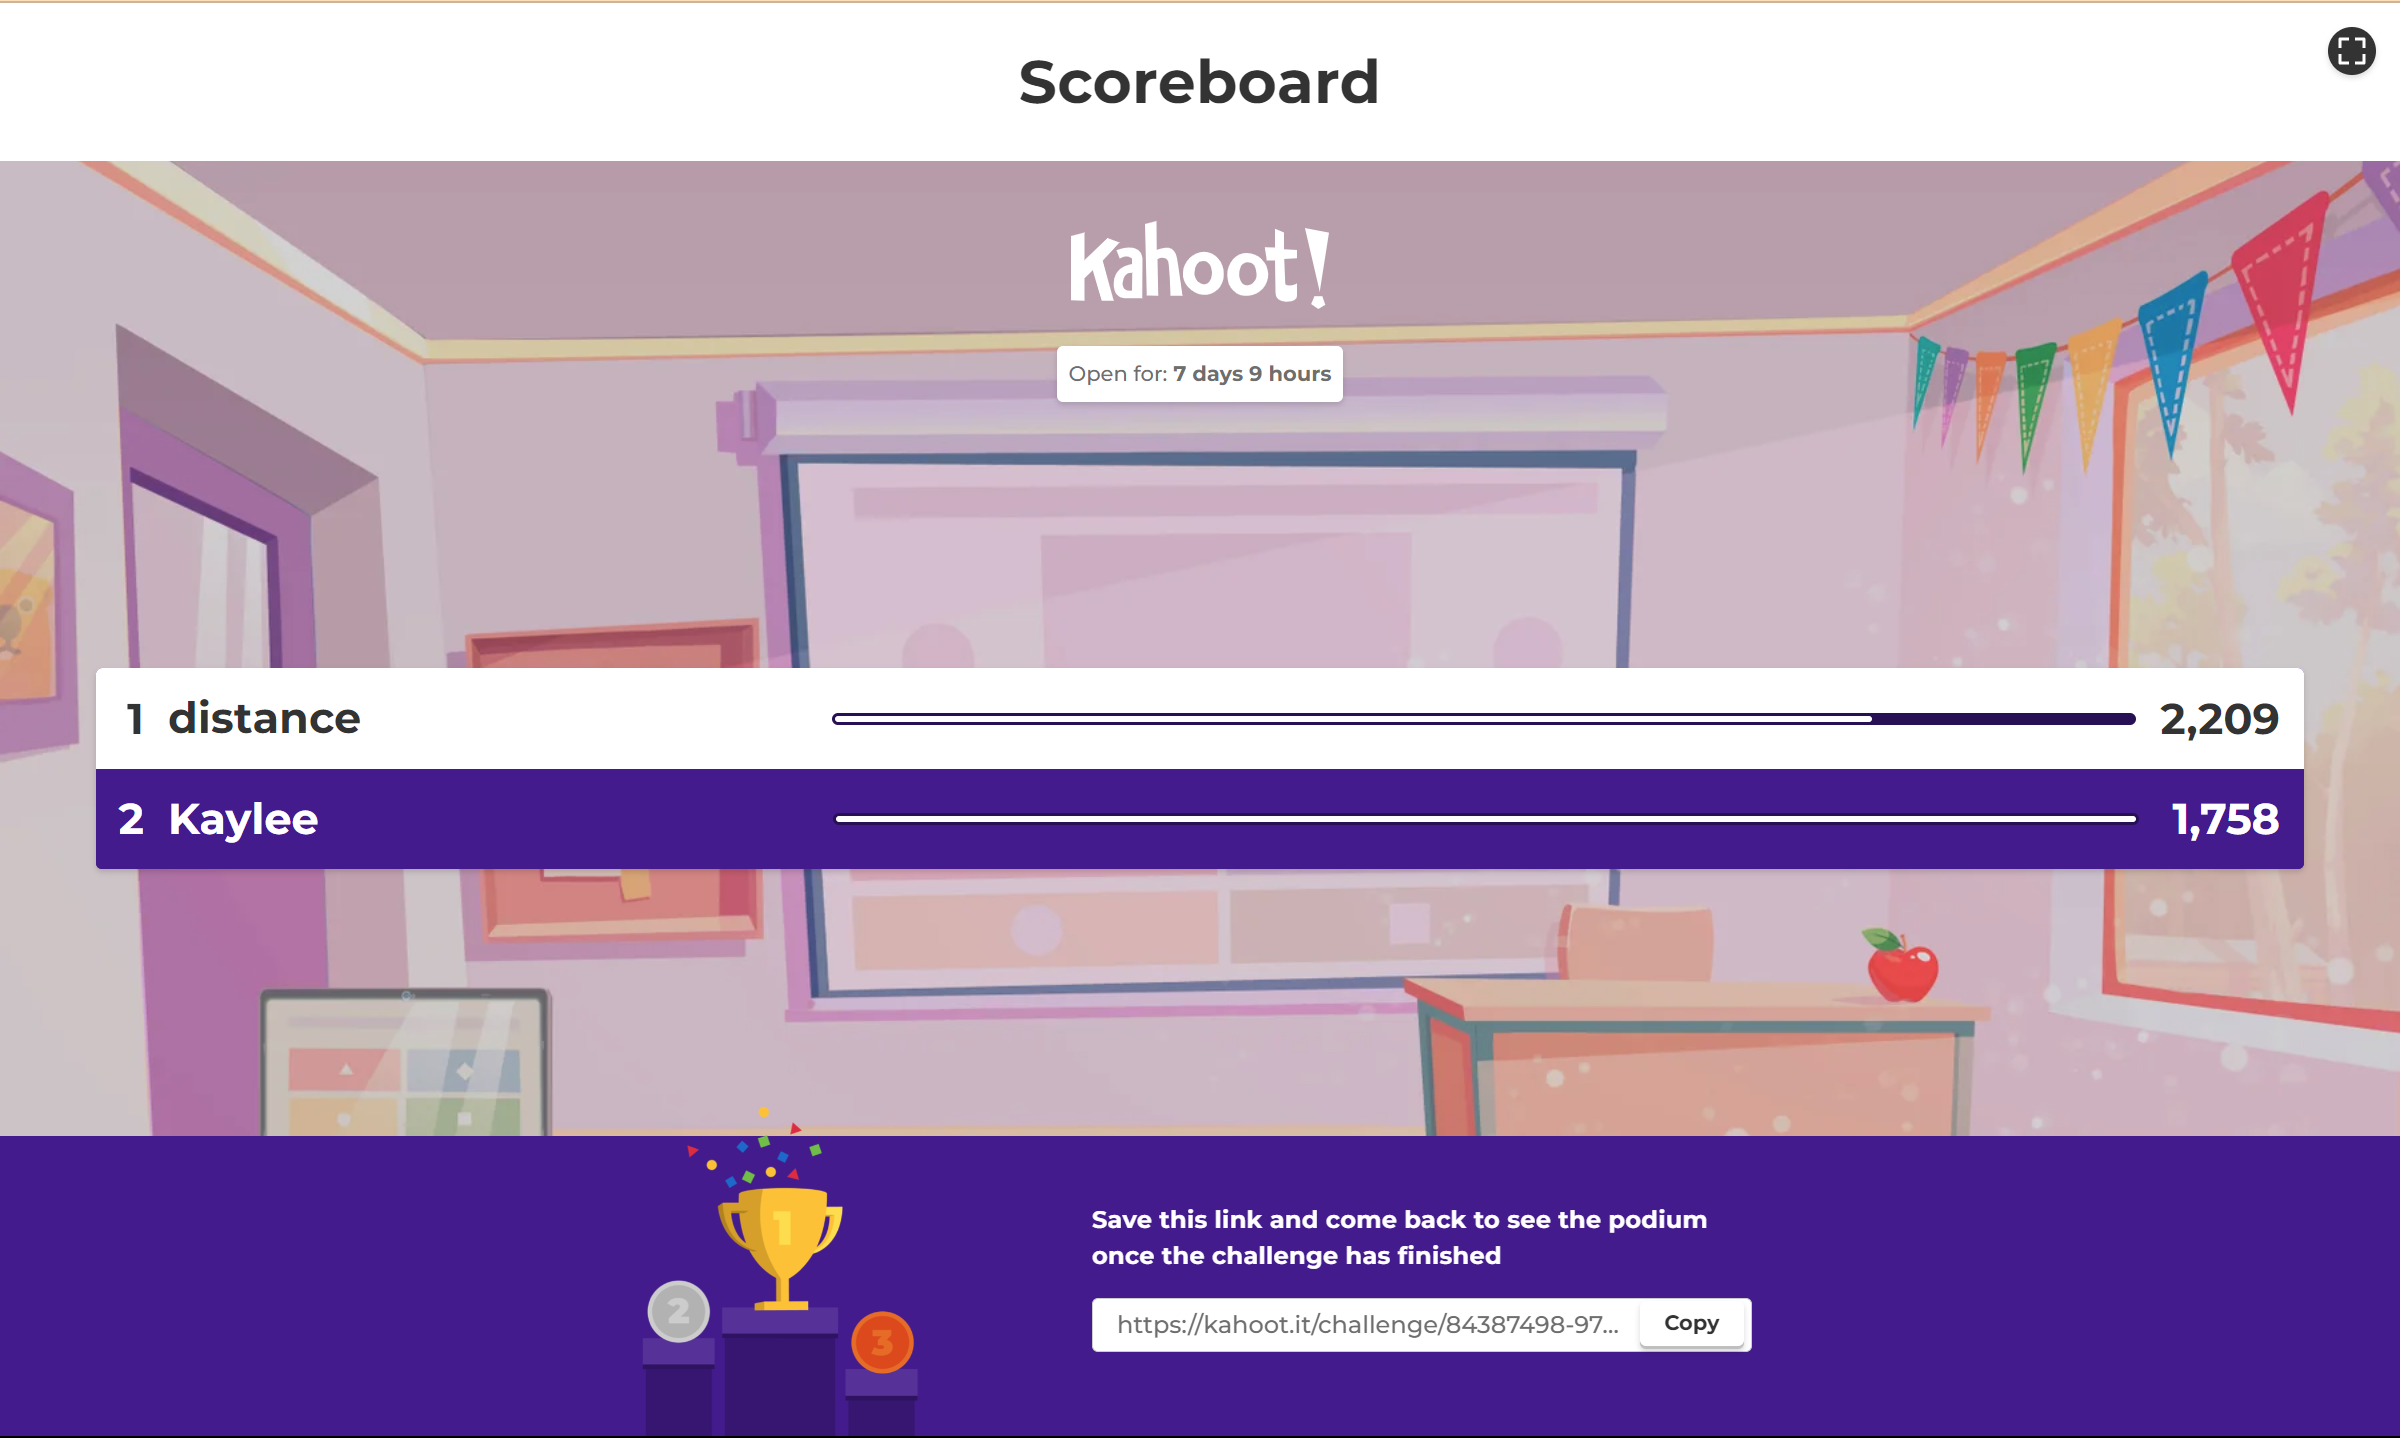 Scoreboard
Kahoot!
Open for: 7 days 9 hours
1 distance 2,209
2 Kaylee 1,758
1
2
3
Save this link and come back to see the podium
once the challenge has finished
https://kahoot.it/challenge/84387498-97... Copy